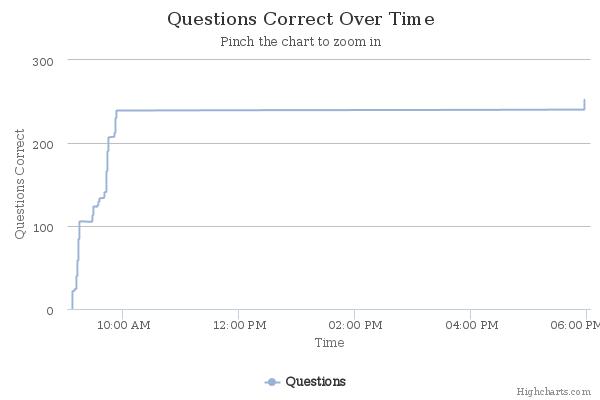 Questions Correct Over Time
Pinch the chart to zoom in
300
200
100
0
Questions Correct
10:00 AM
12:00 PM
02:00 PM
04:00 PM
06:00 PM
Time
Questions
Highcharts.com